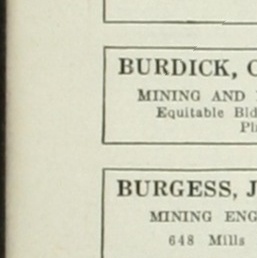 BURDICK, C
MINING AND
Equitable Bld
Pl
BURGESS, J
MINING ENG
648 Mills